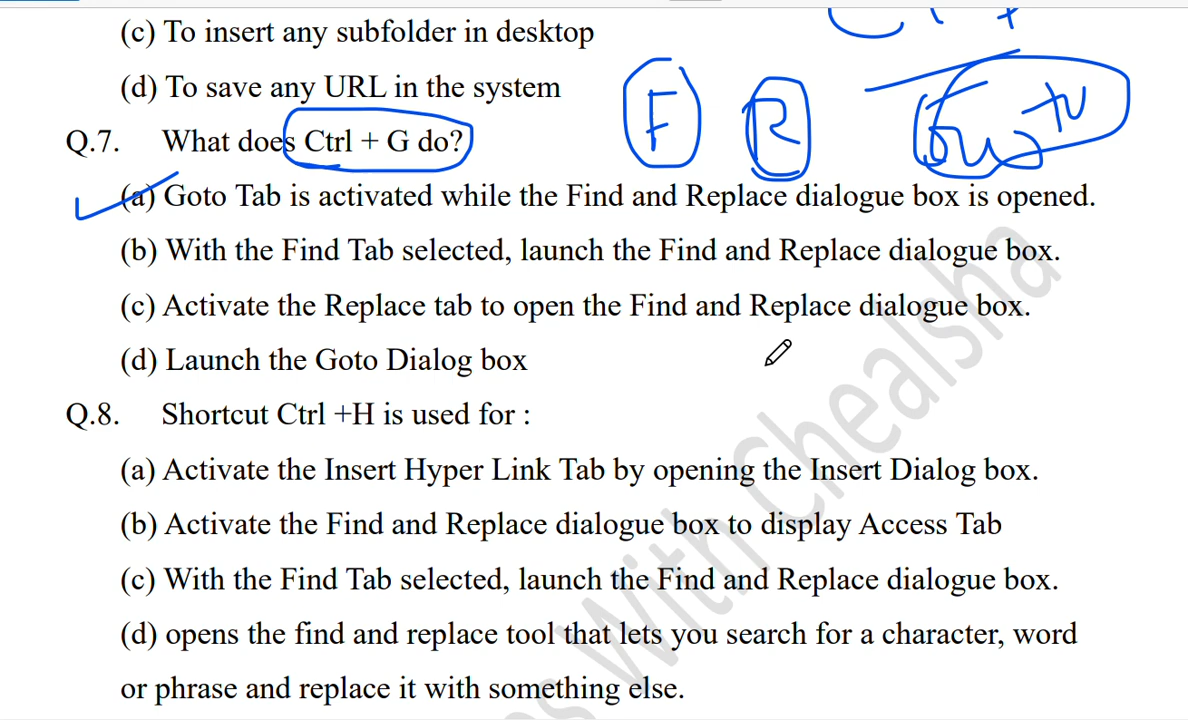 (c) To insert any subfolder in desktop
(d) To save any URL in the system
F R
Q.7. What does Ctrl + G do?
(a) Goto Tab is activated while the Find and Replace dialogue box is opened.
(b) With the Find Tab selected, launch the Find and Replace dialogue box.
(c) Activate the Replace tab to open the Find and Replace dialogue box.
(d) Launch the Goto Dialog box
Q.8. Shortcut Ctrl +H is used for :
(a) Activate the Insert Hyper Link Tab by opening the Insert Dialog box.
(b) Activate the Find and Replace dialogue box to display Access Tab
(c) With the Find Tab selected, launch the Find and Replace dialogue box.
(d) opens the find and replace tool that lets you search for a character, word
or phrase and replace it with something else.
With Chealsha